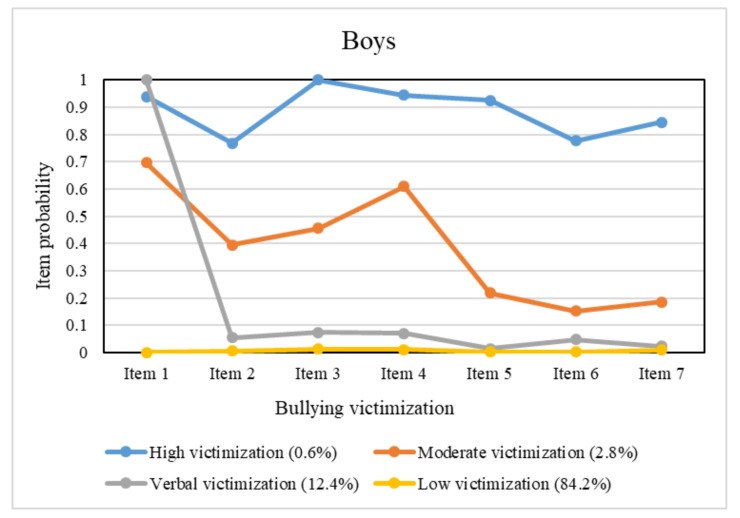 Boys
1
0.9
0.8
0.7
0.6
0.5
0.4
0.3
0.2
0.1
0
Item probability
Item 1 Item 2 Item 3 Item 4 Item 5 Item 6 Item 7
Bullying victimization
High victimization (0.6%) Moderate victimization (2.8%)
Verbal victimization (12.4%) Low victimization (84.2%)